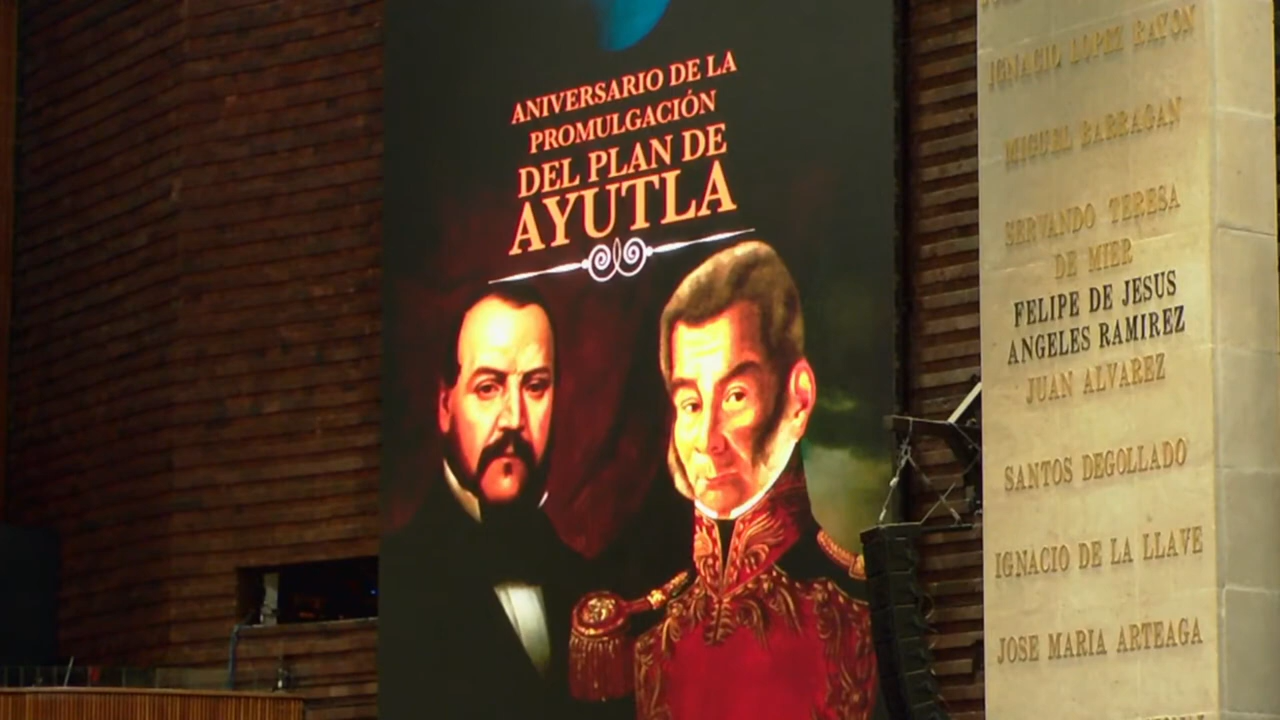 ANIVERSARIO DE LA
PROMULGACIÓN
DEL PLAN DE
AYUTLA
IGNACIO LOPEZ RAYON
MIGUEL BARRAGAN
SERVANDO TERESA
DE MIER
FELIPE DE JESUS
ANGELES RAMIREZ
JUAN ALVAREZ
SANTOS DEGOLLADO
IGNACIO DE LA LLAVE
JOSE MARIA ARTEAGA